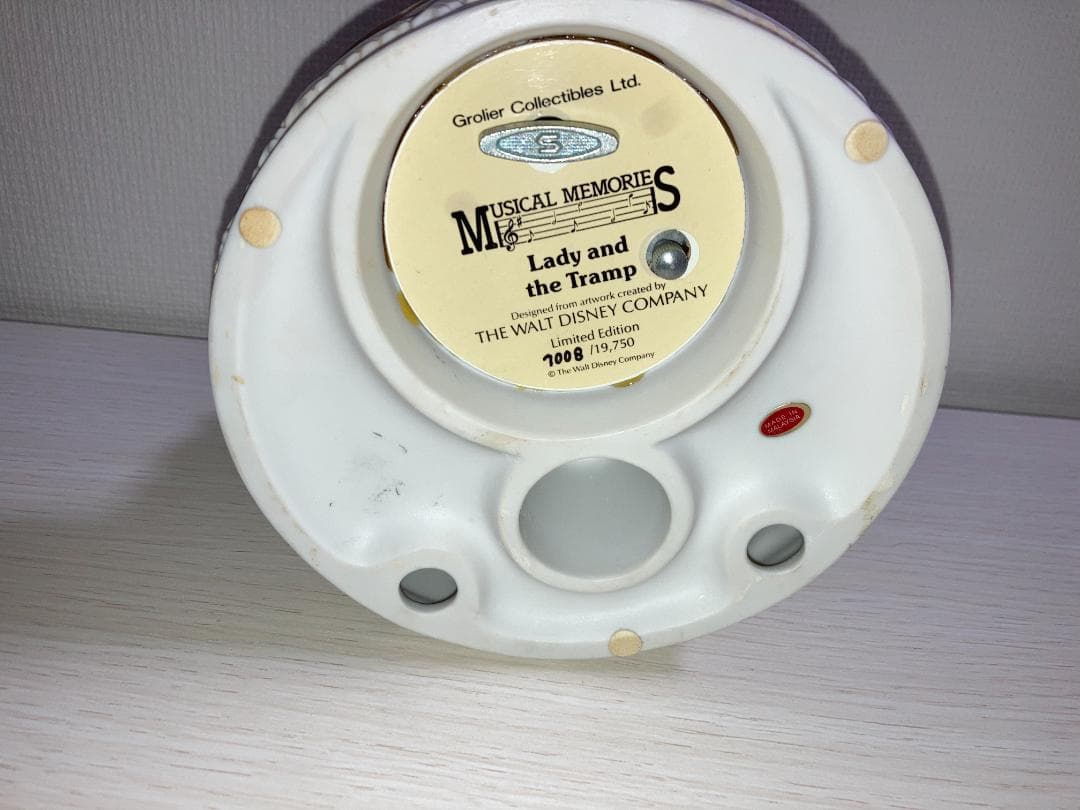 Grolier Collectibles Ltd.
S
MUSICAL MEMORIES
Lady and
the Tramp
Designed from artwork created by
THE WALT DISNEY COMPANY
Limited Edition
7008 /19,750
© The Walt Disney Company
MADE IN
MALAYSIA